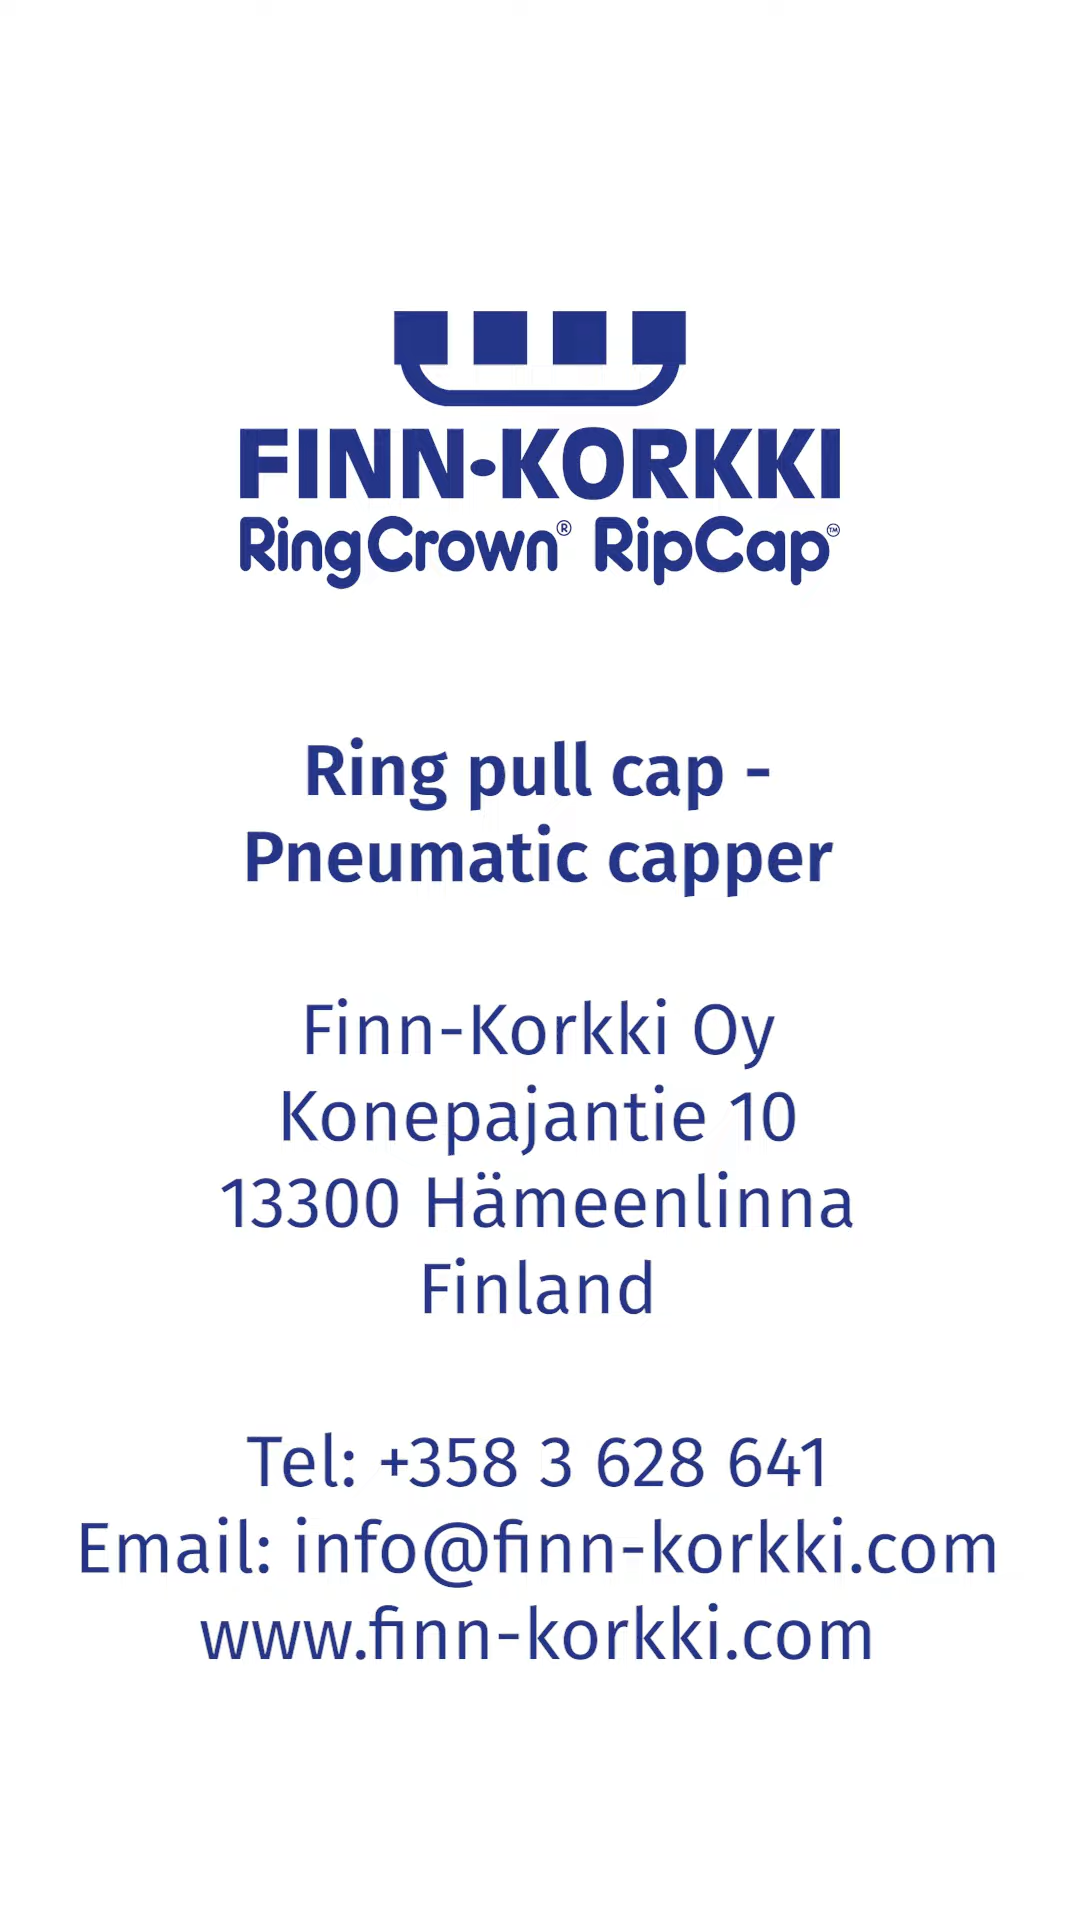 FINN-KORKKI
RingCrown® RipCap™
Ring pull cap -
Pneumatic capper
Finn-Korkki Oy
Konepajantie 10
13300 Hämeenlinna
Finland
Tel: +358 3 628 641
Email: info@finn-korkki.com
www.finn-korkki.com